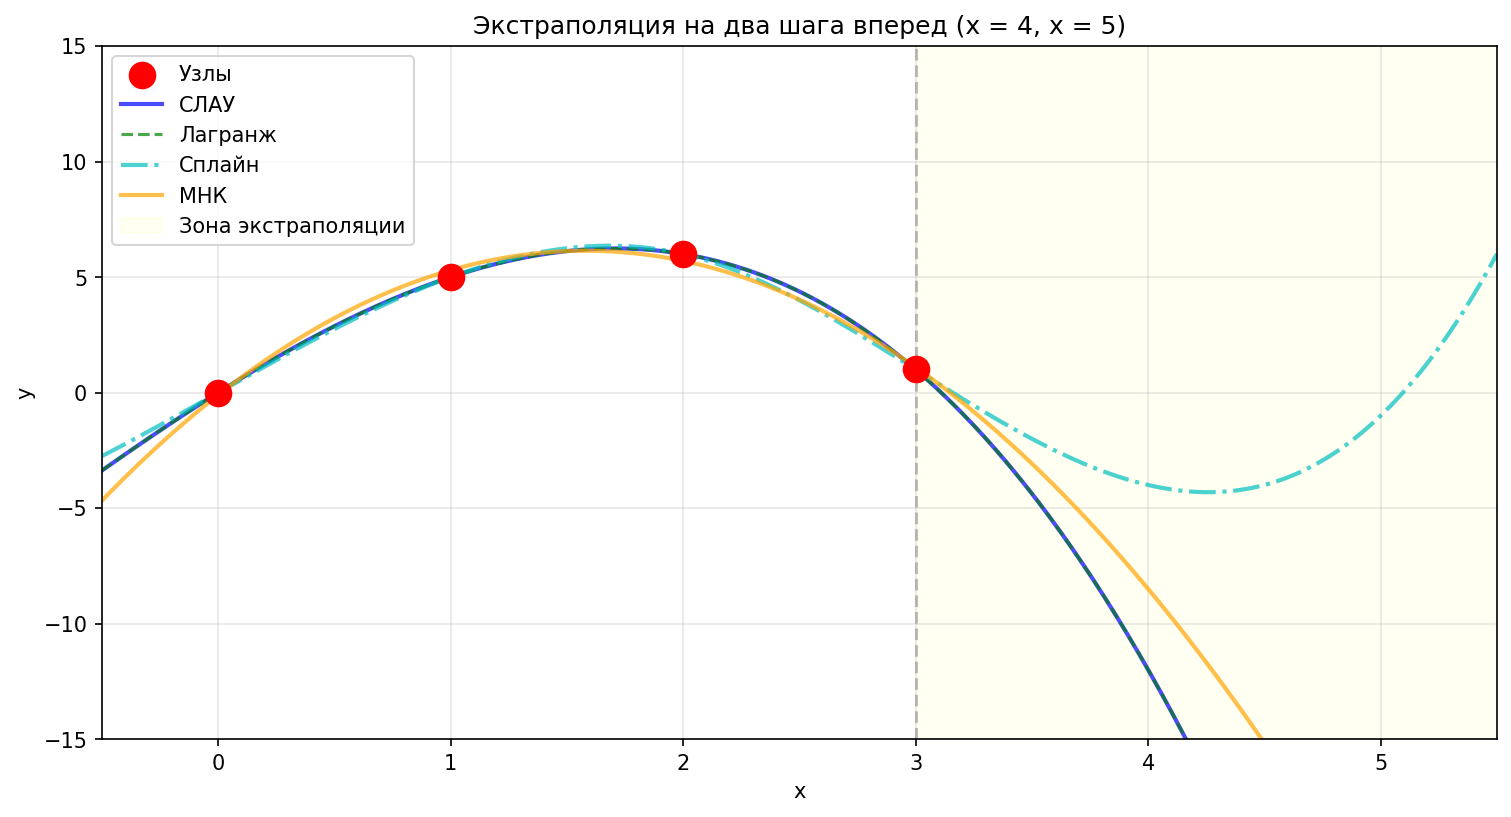 Экстраполяция на два шага вперед (x = 4, x = 5)
Узлы
СЛАУ
Лагранж
Сплайн
МНК
Зона экстраполяции
15
10
5
0
−5
−10
−15
y
0
1
2
3
4
5
x